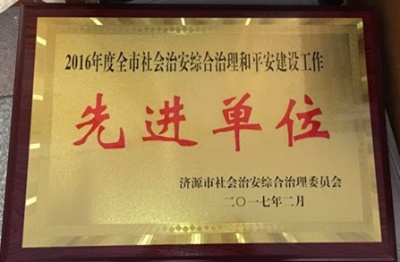 2016年度全市社会治安综合治理和平安建设工作
先进单位
济源市社会治安综合治理委员会
二〇一七年二月